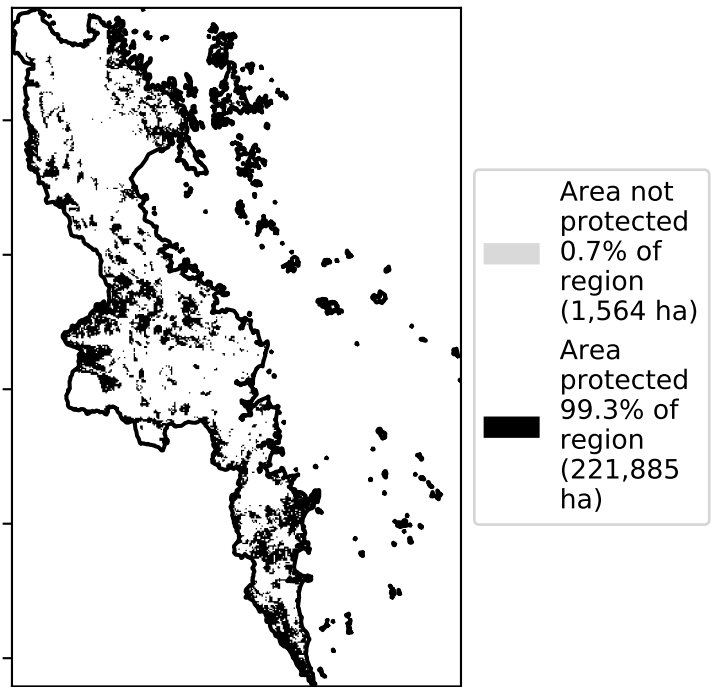 Area not
protected
0.7% of
region
(1,564 ha)
Area
protected
99.3% of
region
(221,885
ha)